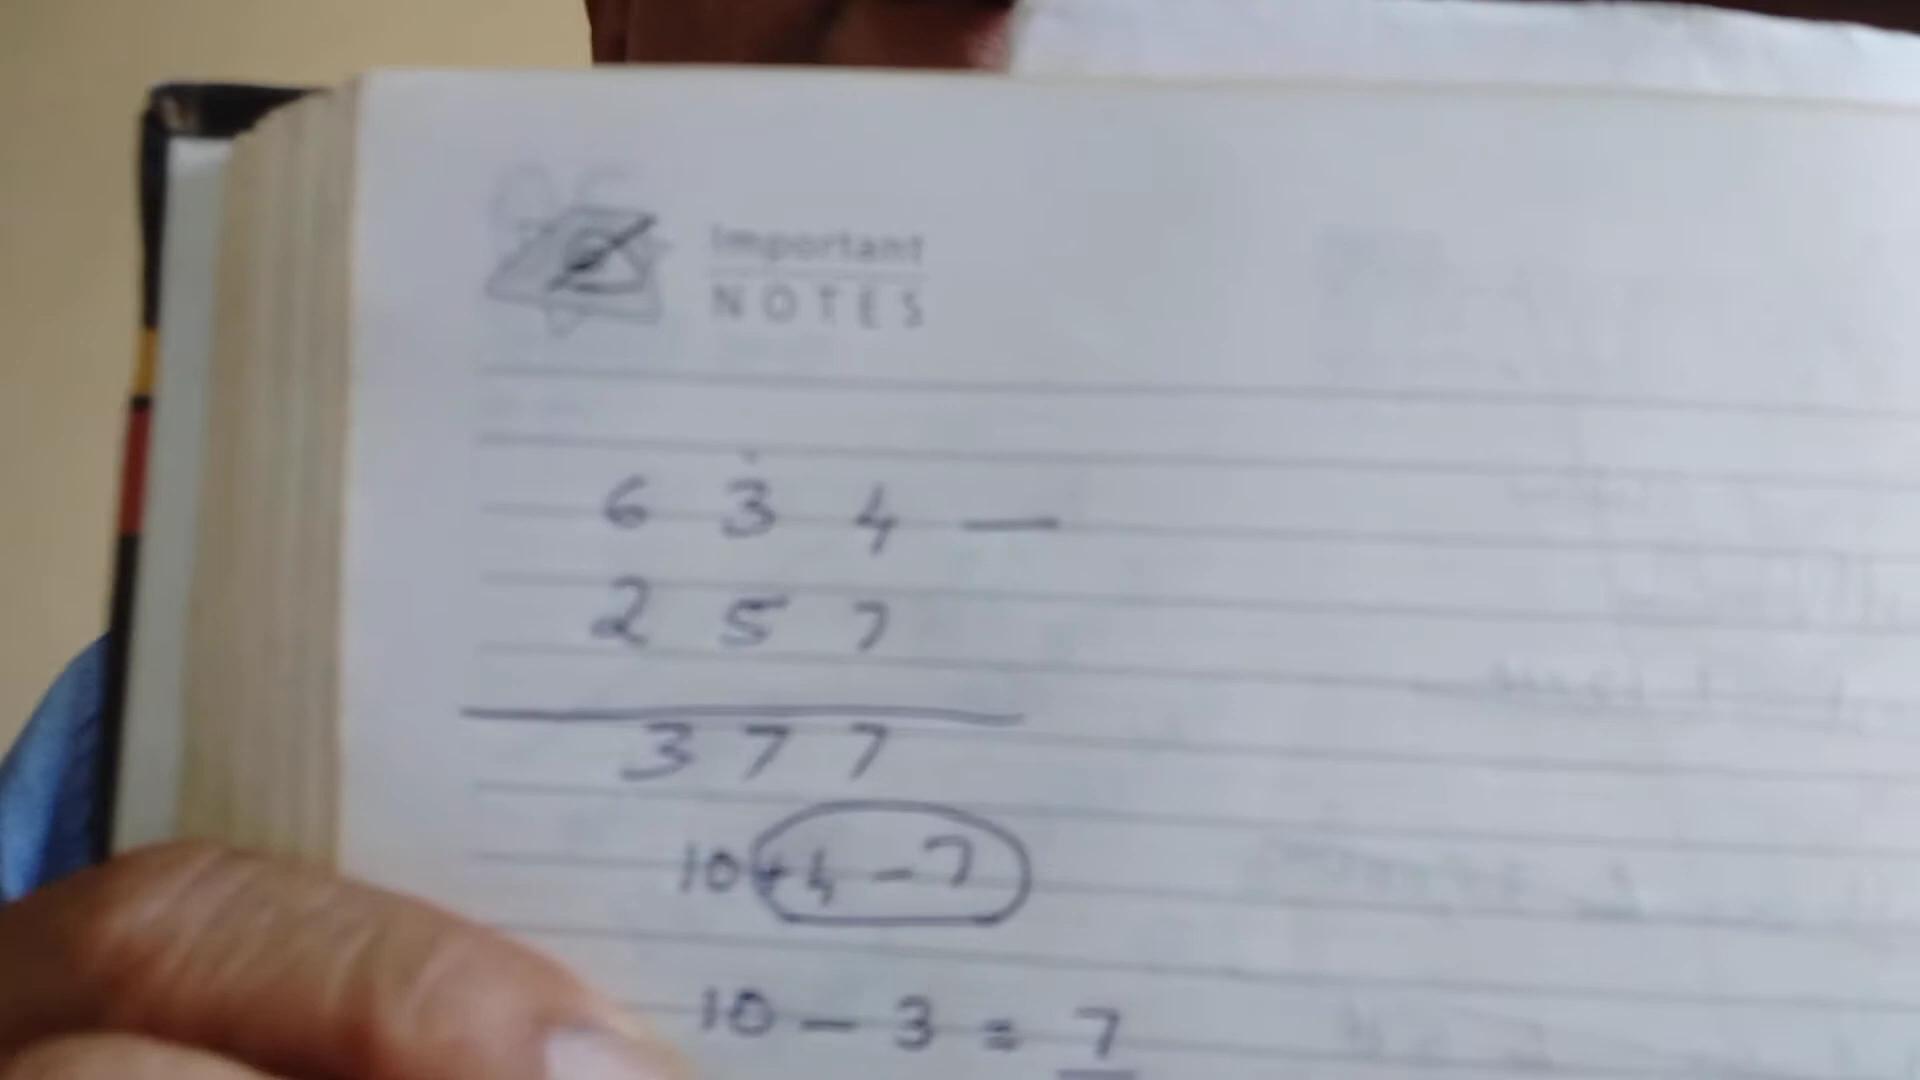 Important
NOTES
6 3 4 —
2 5 7
3 7 7
10+4-7
10 - 3 = 7